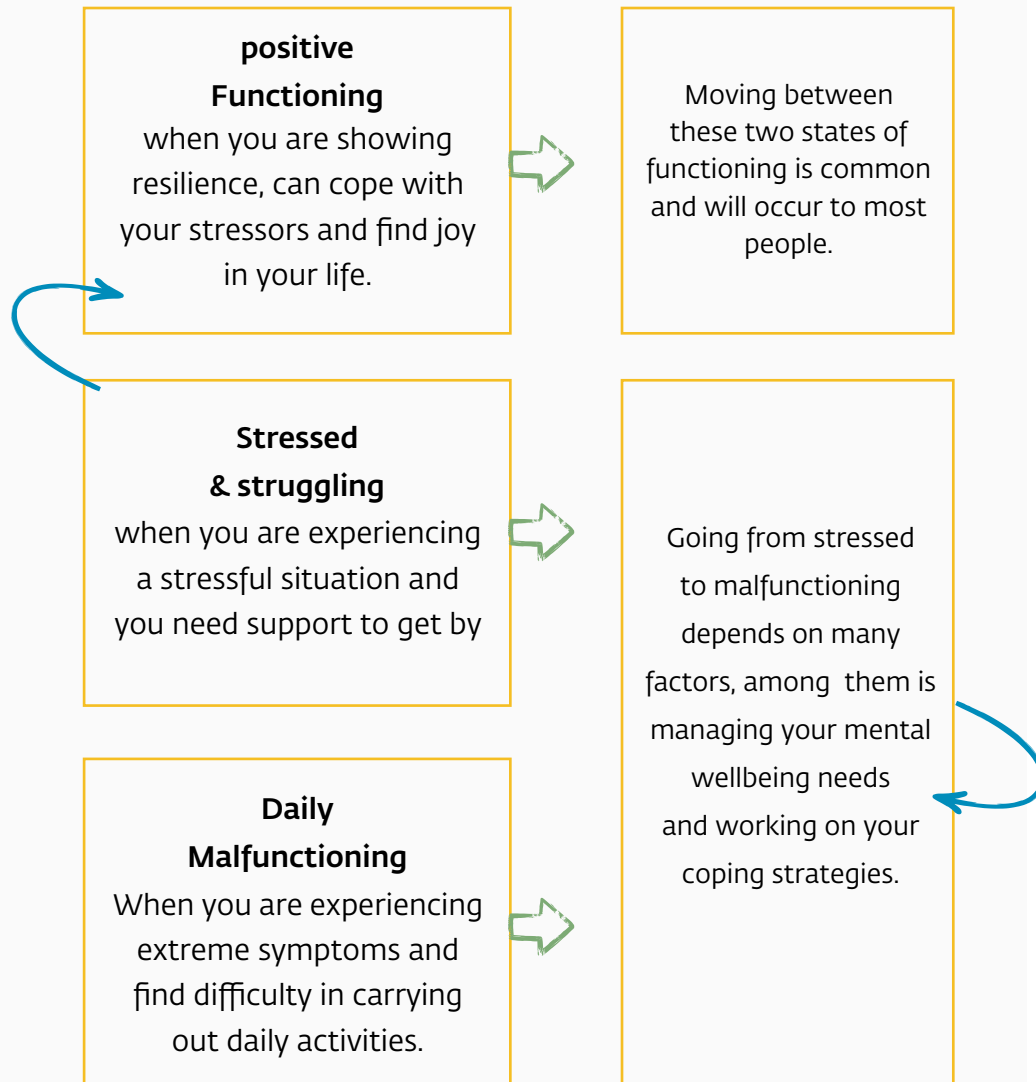 positive
Functioning
when you are showing
resilience, can cope with
your stressors and find joy
in your life.
Moving between
these two states of
functioning is common
and will occur to most
people.
Stressed
& struggling
when you are experiencing
a stressful situation and
you need support to get by
Going from stressed
to malfunctioning
depends on many
factors, among  them is
managing your mental
wellbeing needs
and working on your
coping strategies.
Daily
Malfunctioning
When you are experiencing
extreme symptoms and
find difficulty in carrying
out daily activities.